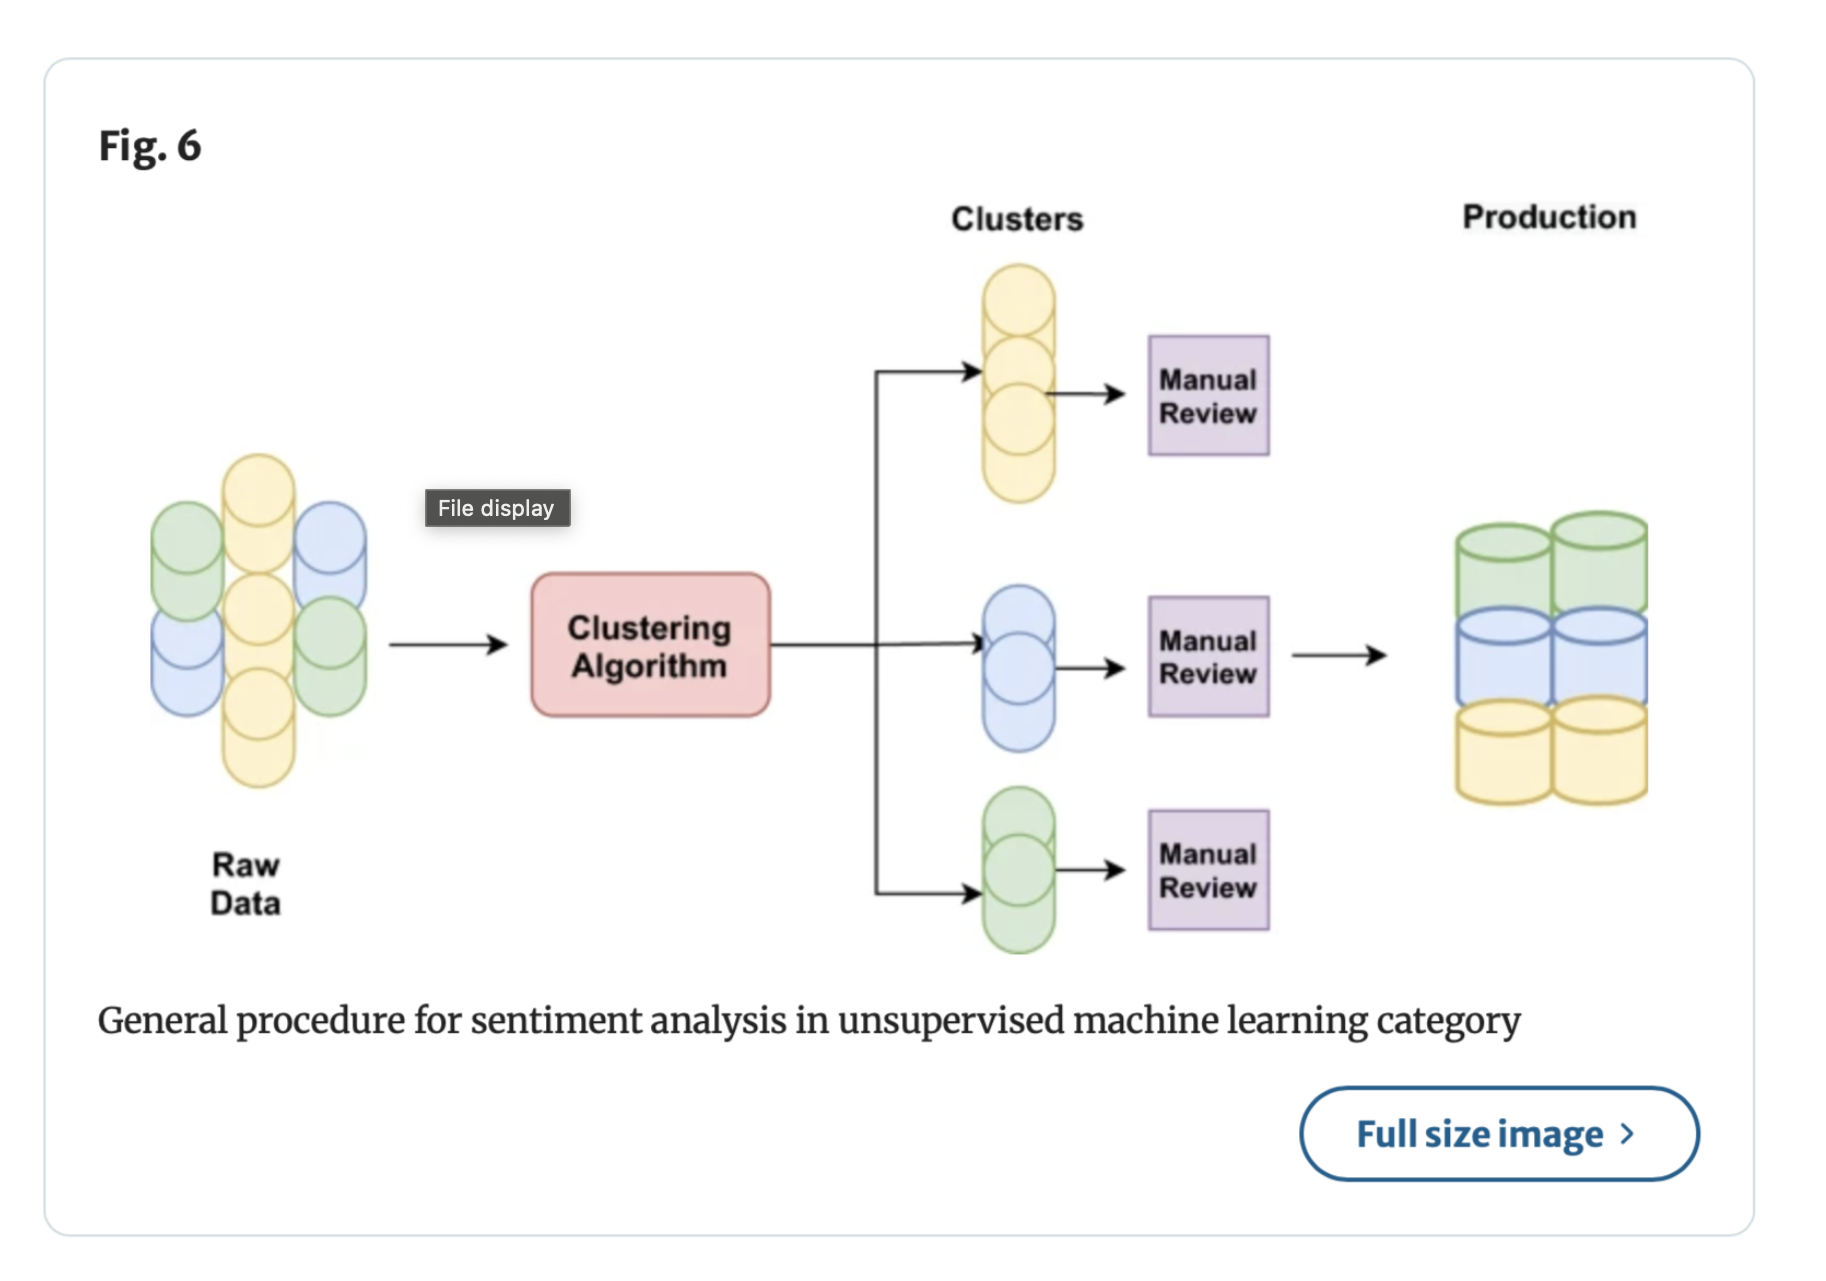 Fig. 6
Clusters
Production
Manual
Review
File display
Clustering
Algorithm
Manual
Review
Raw
Data
Manual
Review
General procedure for sentiment analysis in unsupervised machine learning category
Full size image